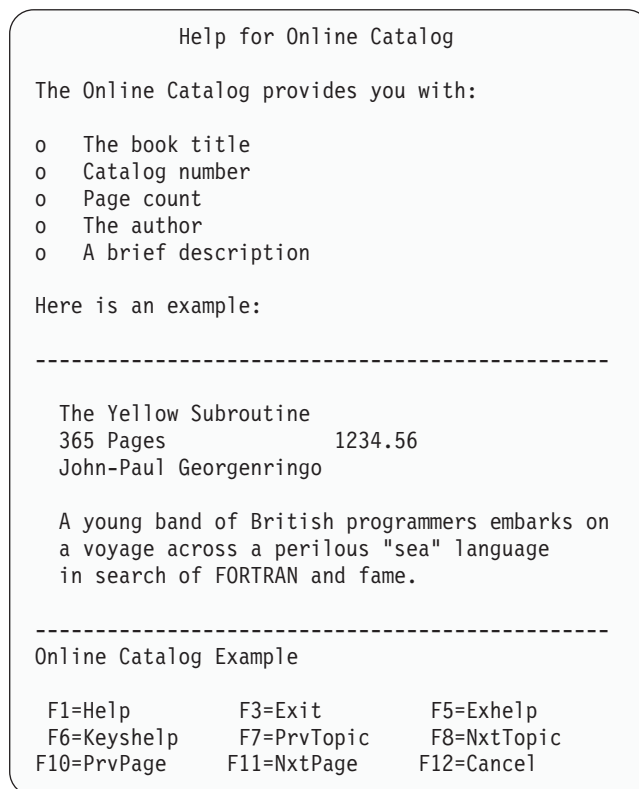 Help for Online Catalog
The Online Catalog provides you with:
o The book title
o Catalog number
o Page count
o The author
o A brief description
Here is an example:
------------------------------------------------
The Yellow Subroutine
365 Pages 1234.56
John-Paul Georgenringo
A young band of British programmers embarks on
a voyage across a perilous "sea" language
in search of FORTRAN and fame.
------------------------------------------------
Online Catalog Example
F1=Help F3=Exit F5=Exhelp
F6=Keyshelp F7=PrvTopic F8=NxtTopic
F10=PrvPage F11=NxtPage F12=Cancel